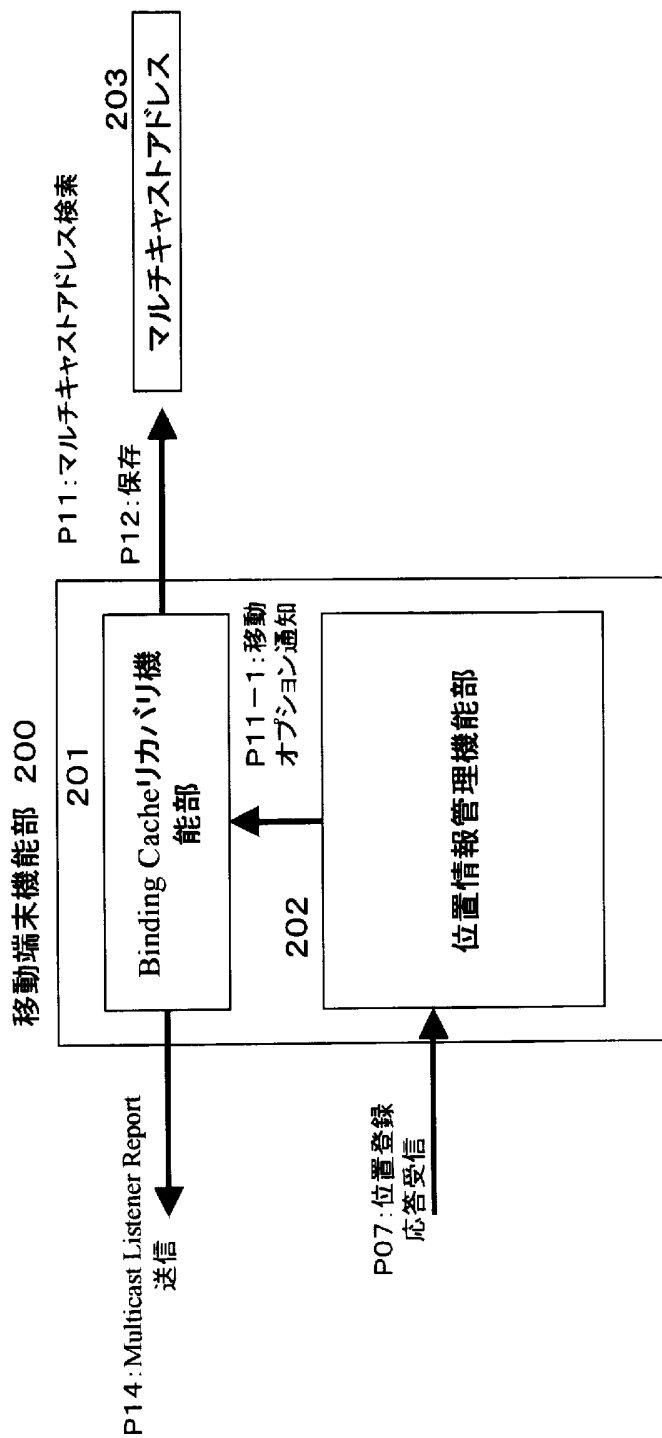 移動端末機能部 200
201
Binding Cacheリカバリ機
能部
P11:マルチキャストアドレス検索
P12:保存
203
マルチキャストアドレス
P14:Multicast Listener Report
送信
P11－1:移動
オプション通知
202
位置情報管理機能部
P07:位置登録
応答受信